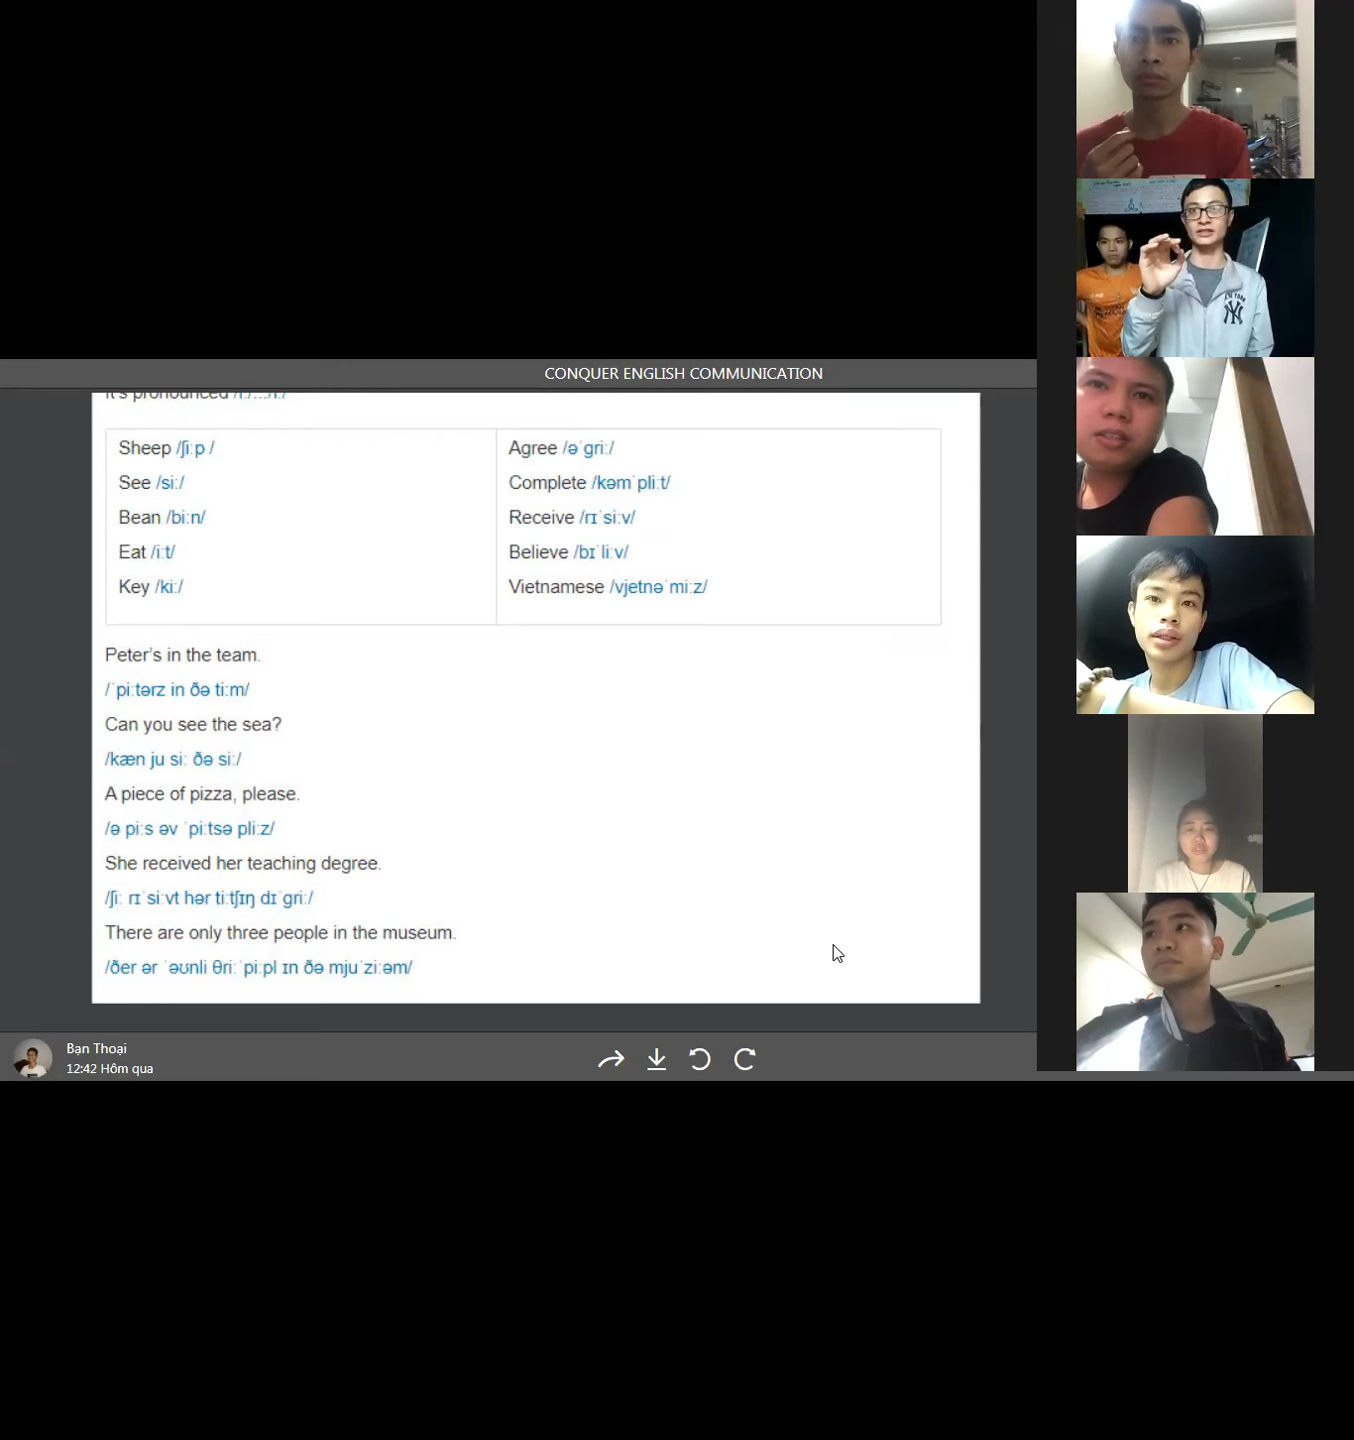 CONQUER ENGLISH COMMUNICATION
It's pronounced /iː/.../iː/
Sheep /ʃiːp /
See /siː/
Bean /biːn/
Eat /iːt/
Key /kiː/
Agree /əˈgriː/
Complete /kəmˈpliːt/
Receive /rɪˈsiːv/
Believe /bɪˈliːv/
Vietnamese /vjetnəˈmiːz/
Peter's in the team.
/ˈpiːtərz in ðə tiːm/
Can you see the sea?
/kæn ju siː ðə siː/
A piece of pizza, please.
/ə piːs əv ˈpiːtsə pliːz/
She received her teaching degree.
/ʃiː rɪˈsiːvt hər tiːtʃɪŋ dɪˈgriː/
There are only three people in the museum.
/ðer ər ˈəʊnli θriː ˈpiːpl ɪn ðə mjuˈziːəm/
Bạn Thoại
12:42 Hôm qua